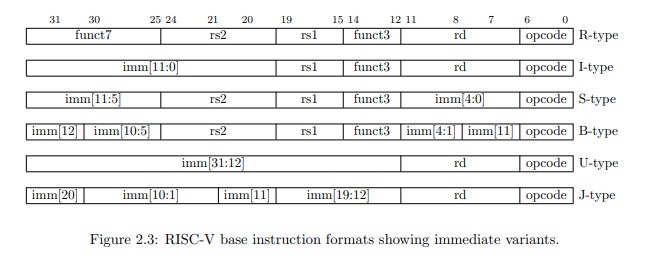 31 30 25 24 21 20 19 15 14 12 11 8 7 6 0
funct7 rs2 rs1 funct3 rd opcode R-type
imm[11:0] rs1 funct3 rd opcode I-type
imm[11:5] rs2 rs1 funct3 imm[4:0] opcode S-type
imm[12] imm[10:5] rs2 rs1 funct3 imm[4:1] imm[11] opcode B-type
imm[31:12] rd opcode U-type
imm[20] imm[10:1] imm[11] imm[19:12] rd opcode J-type
Figure 2.3: RISC-V base instruction formats showing immediate variants.